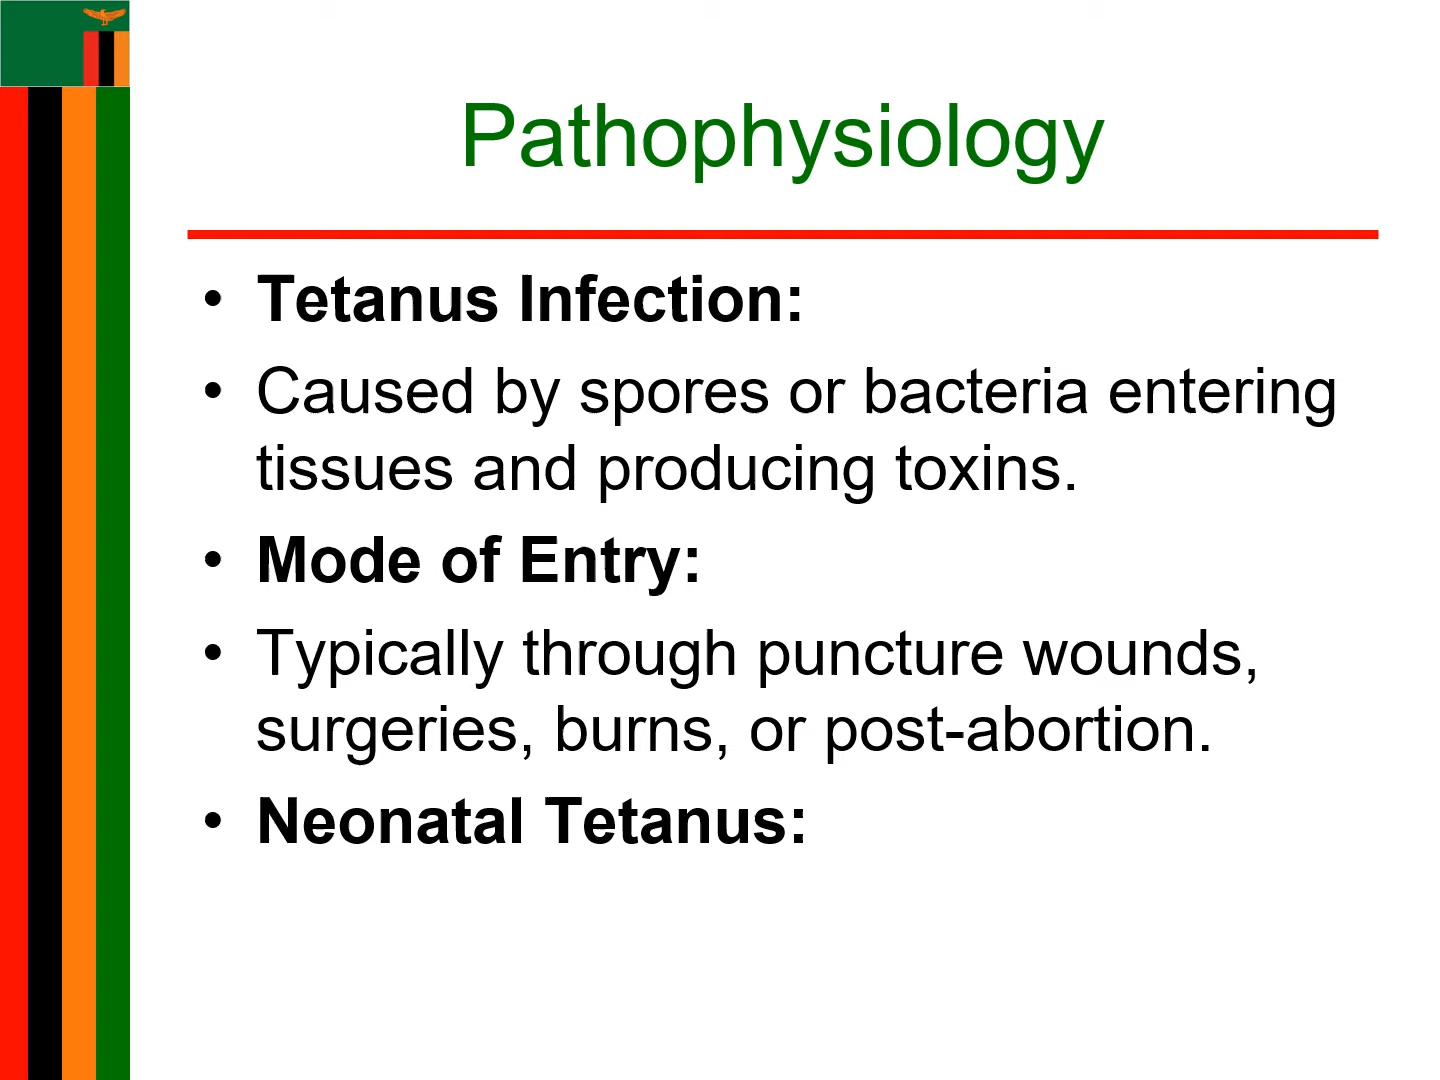 Pathophysiology
• Tetanus Infection:
• Caused by spores or bacteria entering
tissues and producing toxins.
• Mode of Entry:
• Typically through puncture wounds,
surgeries, burns, or post-abortion.
• Neonatal Tetanus: